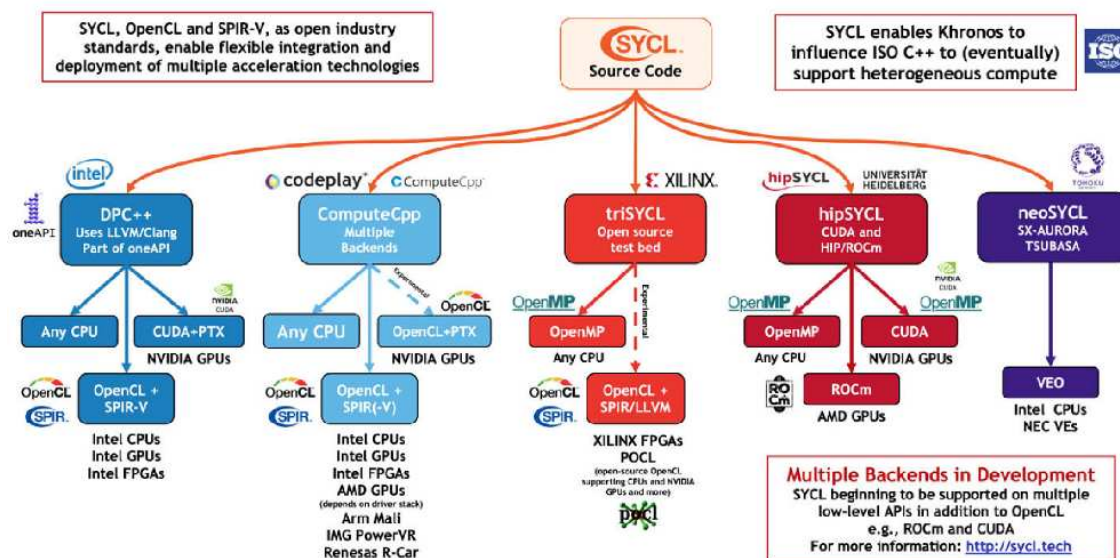 SYCL, OpenCL and SPIR-V, as open industry
standards, enable flexible integration and
deployment of multiple acceleration technologies
SYCL™
Source Code
SYCL enables Khronos to
influence ISO C++ to (eventually)
support heterogeneous compute
ISO
intel
oneAPI
DPC++
Uses LLVM/Clang
Part of oneAPI
NVIDIA
CUDA
Any CPU
CUDA+PTX
NVIDIA GPUs
OpenCL
SPIR
OpenCL +
SPIR-V
Intel CPUs
Intel GPUs
Intel FPGAs
codeplay
ComputeCpp
ComputeCpp
Multiple
Backends
Experimental
OpenCL
Any CPU
OpenCL+PTX
NVIDIA GPUs
OpenCL
SPIR
OpenCL +
SPIR(-V)
Intel CPUs
Intel GPUs
Intel FPGAs
AMD GPUs
(depends on driver stack)
Arm Mali
IMG PowerVR
Renesas R-Car
XILINX
triSYCL
Open source
test bed
OpenMP
Experimental
OpenMP
Any CPU
OpenCL
SPIR
OpenCL +
SPIR/LLVM
XILINX FPGAs
POCL
(open-source OpenCL
supporting CPUs and NVIDIA
GPUs and more)
pocl
hipSYCL
UNIVERSITÄT
HEIDELBERG
hipSYCL
CUDA and
HIP/ROCm
OpenMP
NVIDIA
CUDA
OpenMP
OpenMP
Any CPU
CUDA
NVIDIA GPUs
ROCm
ROCm
AMD GPUs
TOHOKU
neoSYCL
SX-AURORA
TSUBASA
VEO
Intel CPUs
NEC VEs
Multiple Backends in Development
SYCL beginning to be supported on multiple
low-level APIs in addition to OpenCL
e.g., ROCm and CUDA
For more information: http://sycl.tech